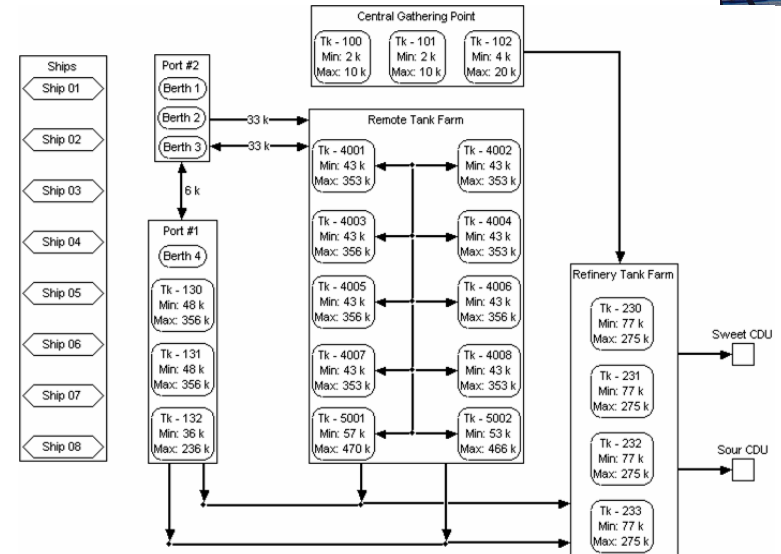 Central Gathering Point
Tk - 100
Min: 2 k
Max: 10 k
Tk - 101
Min: 2 k
Max: 10 k
Tk - 102
Min: 4 k
Max: 20 k
Ships
Ship 01
Ship 02
Ship 03
Ship 04
Ship 05
Ship 06
Ship 07
Ship 08
Port #2
Berth 1
Berth 2
Berth 3
33 k
33 k
6 k
Port #1
Berth 4
Tk - 130
Min: 48 k
Max: 356 k
Tk - 131
Min: 48 k
Max: 356 k
Tk - 132
Min: 36 k
Max: 236 k
Remote Tank Farm
Tk - 4001
Min: 43 k
Max: 353 k
Tk - 4002
Min: 43 k
Max: 353 k
Tk - 4003
Min: 43 k
Max: 356 k
Tk - 4004
Min: 43 k
Max: 353 k
Tk - 4005
Min: 43 k
Max: 356 k
Tk - 4006
Min: 43 k
Max: 356 k
Tk - 4007
Min: 43 k
Max: 353 k
Tk - 4008
Min: 43 k
Max: 353 k
Tk - 5001
Min: 57 k
Max: 470 k
Tk - 5002
Min: 53 k
Max: 466 k
Refinery Tank Farm
Tk - 230
Min: 77 k
Max: 275 k
Tk - 231
Min: 77 k
Max: 275 k
Tk - 232
Min: 77 k
Max: 275 k
Tk - 233
Min: 77 k
Max: 275 k
Sweet CDU
Sour CDU